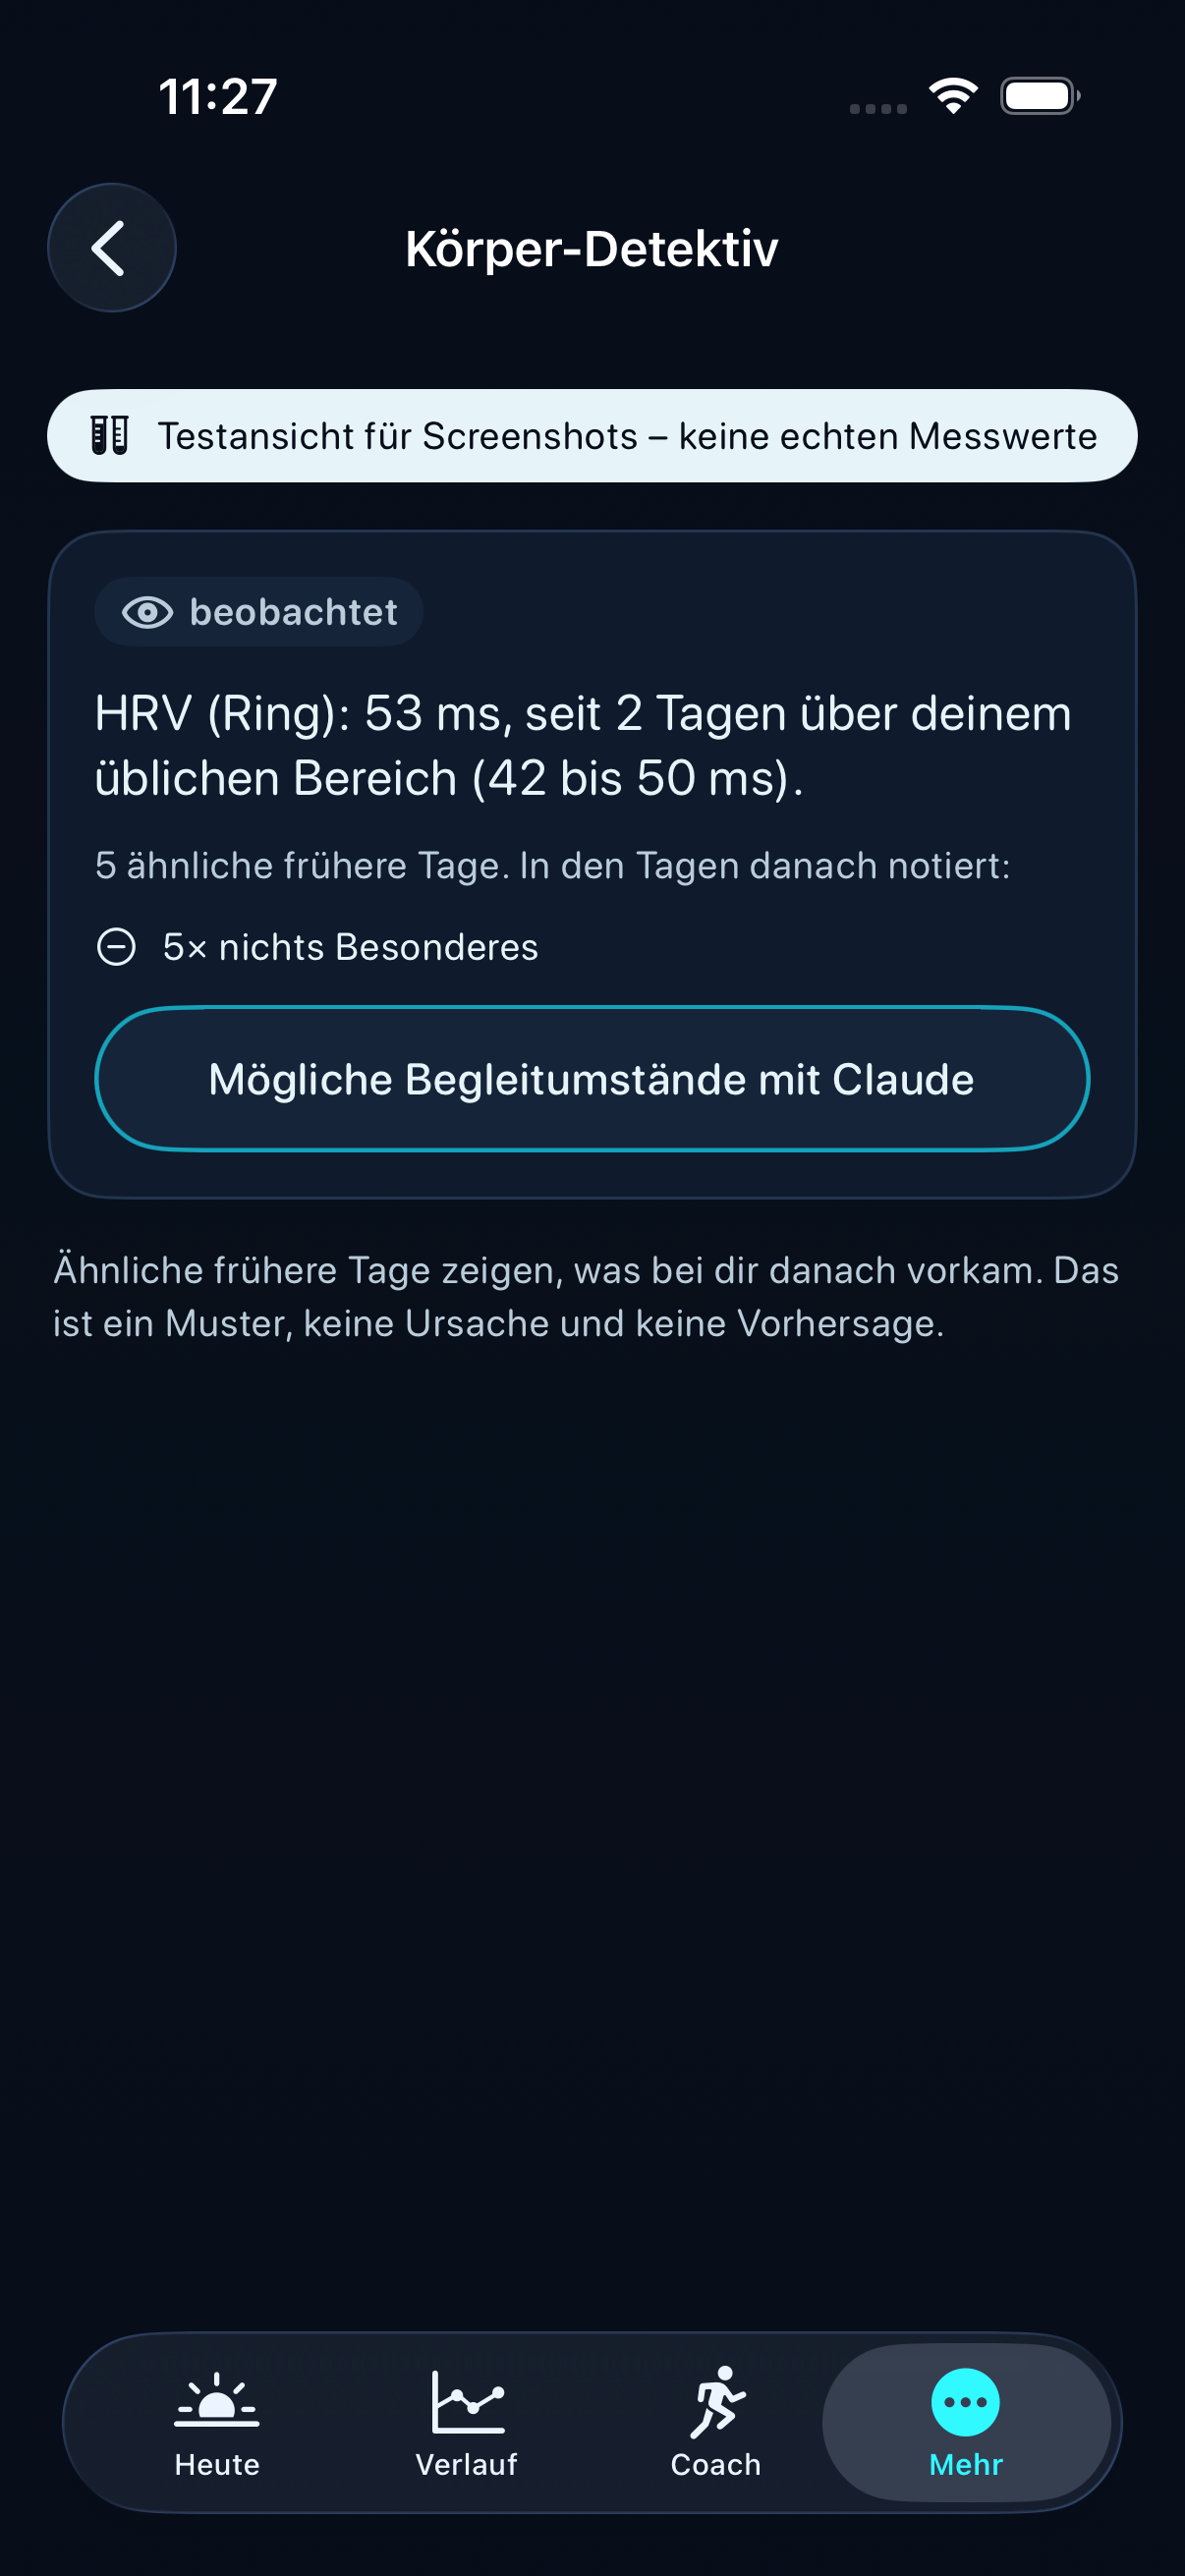 11:27
Körper-Detektiv
Testansicht für Screenshots – keine echten Messwerte
beobachtet
HRV (Ring): 53 ms, seit 2 Tagen über deinem
üblichen Bereich (42 bis 50 ms).
5 ähnliche frühere Tage. In den Tagen danach notiert:
5× nichts Besonderes
Mögliche Begleitumstände mit Claude
Ähnliche frühere Tage zeigen, was bei dir danach vorkam. Das
ist ein Muster, keine Ursache und keine Vorhersage.
Heute
Verlauf
Coach
Mehr